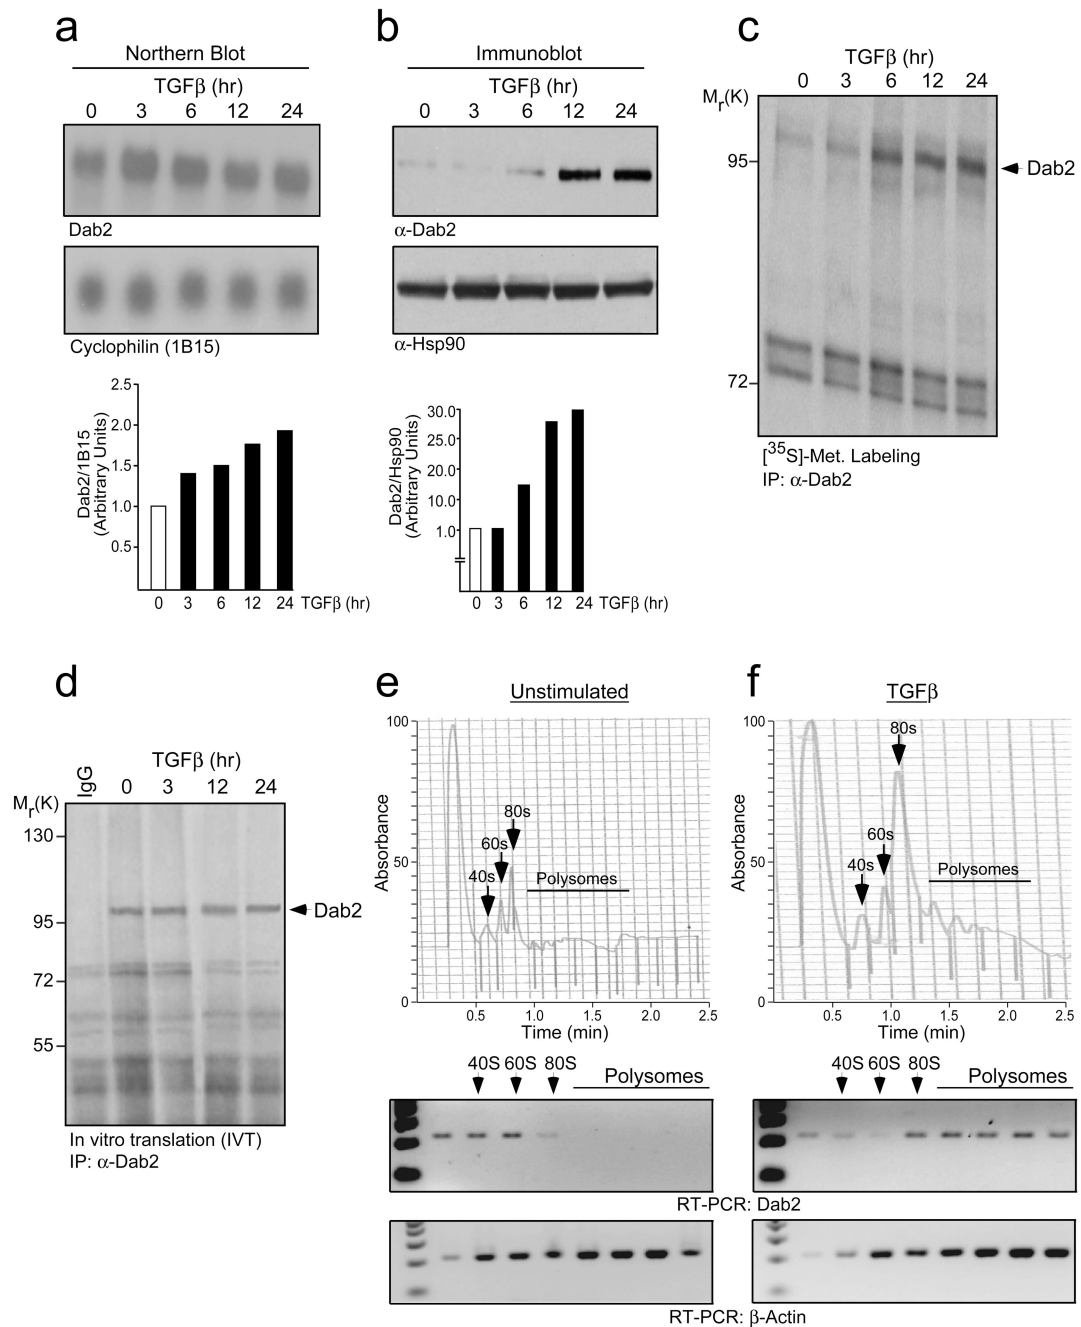 a
Northern Blot
TGFβ (hr)
0 3 6 12 24
Dab2
Cyclophilin (1B15)
2.5
2.0
1.5
1.0
0.5
Dab2/1B15
(Arbitrary Units)
0 3 6 12 24 TGFβ (hr)
b
Immunoblot
TGFβ (hr)
0 3 6 12 24
α-Dab2
α-Hsp90
30.0
25.0
20.0
10.0
1.0
Dab2/Hsp90
(Arbitrary Units)
0 3 6 12 24 TGFβ (hr)
c
TGFβ (hr)
0 3 6 12 24
Mr(K)
95
Dab2
72
[35S]-Met. Labeling
IP: α-Dab2
d
TGFβ (hr)
IgG 0 3 12 24
Mr(K)
130
95
Dab2
72
55
In vitro translation (IVT)
IP: α-Dab2
e
Unstimulated
100
50
0
Absorbance
80s
60s
40s
Polysomes
0.5 1.0 1.5 2.0 2.5
Time (min)
40S 60S 80S Polysomes
f
TGFβ
100
50
0
Absorbance
80s
60s
40s
Polysomes
0.5 1.0 1.5 2.0 2.5
Time (min)
40S 60S 80S Polysomes
RT-PCR: Dab2
RT-PCR: β-Actin